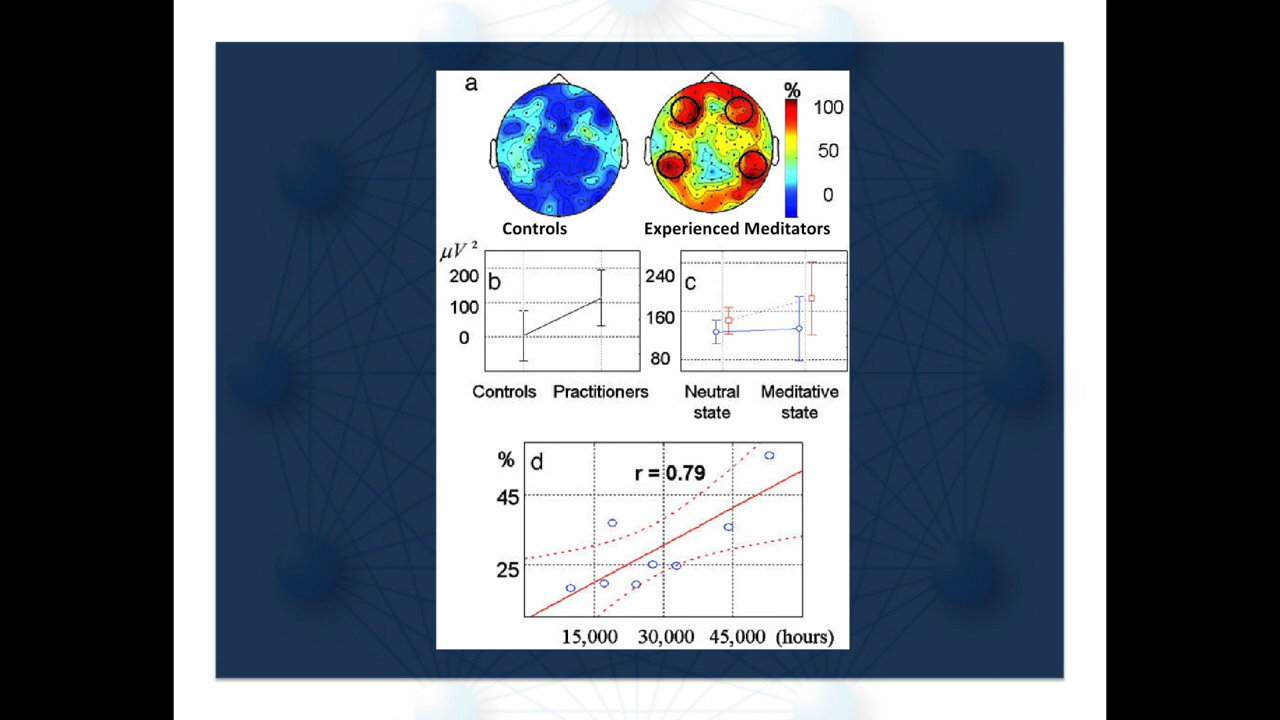 a
%
100
50
0
Controls
Experienced Meditators
μV²
200
100
0
b
Controls Practitioners
240
160
80
c
Neutral state
Meditative state
%
45
25
d
r = 0.79
15,000 30,000 45,000 (hours)